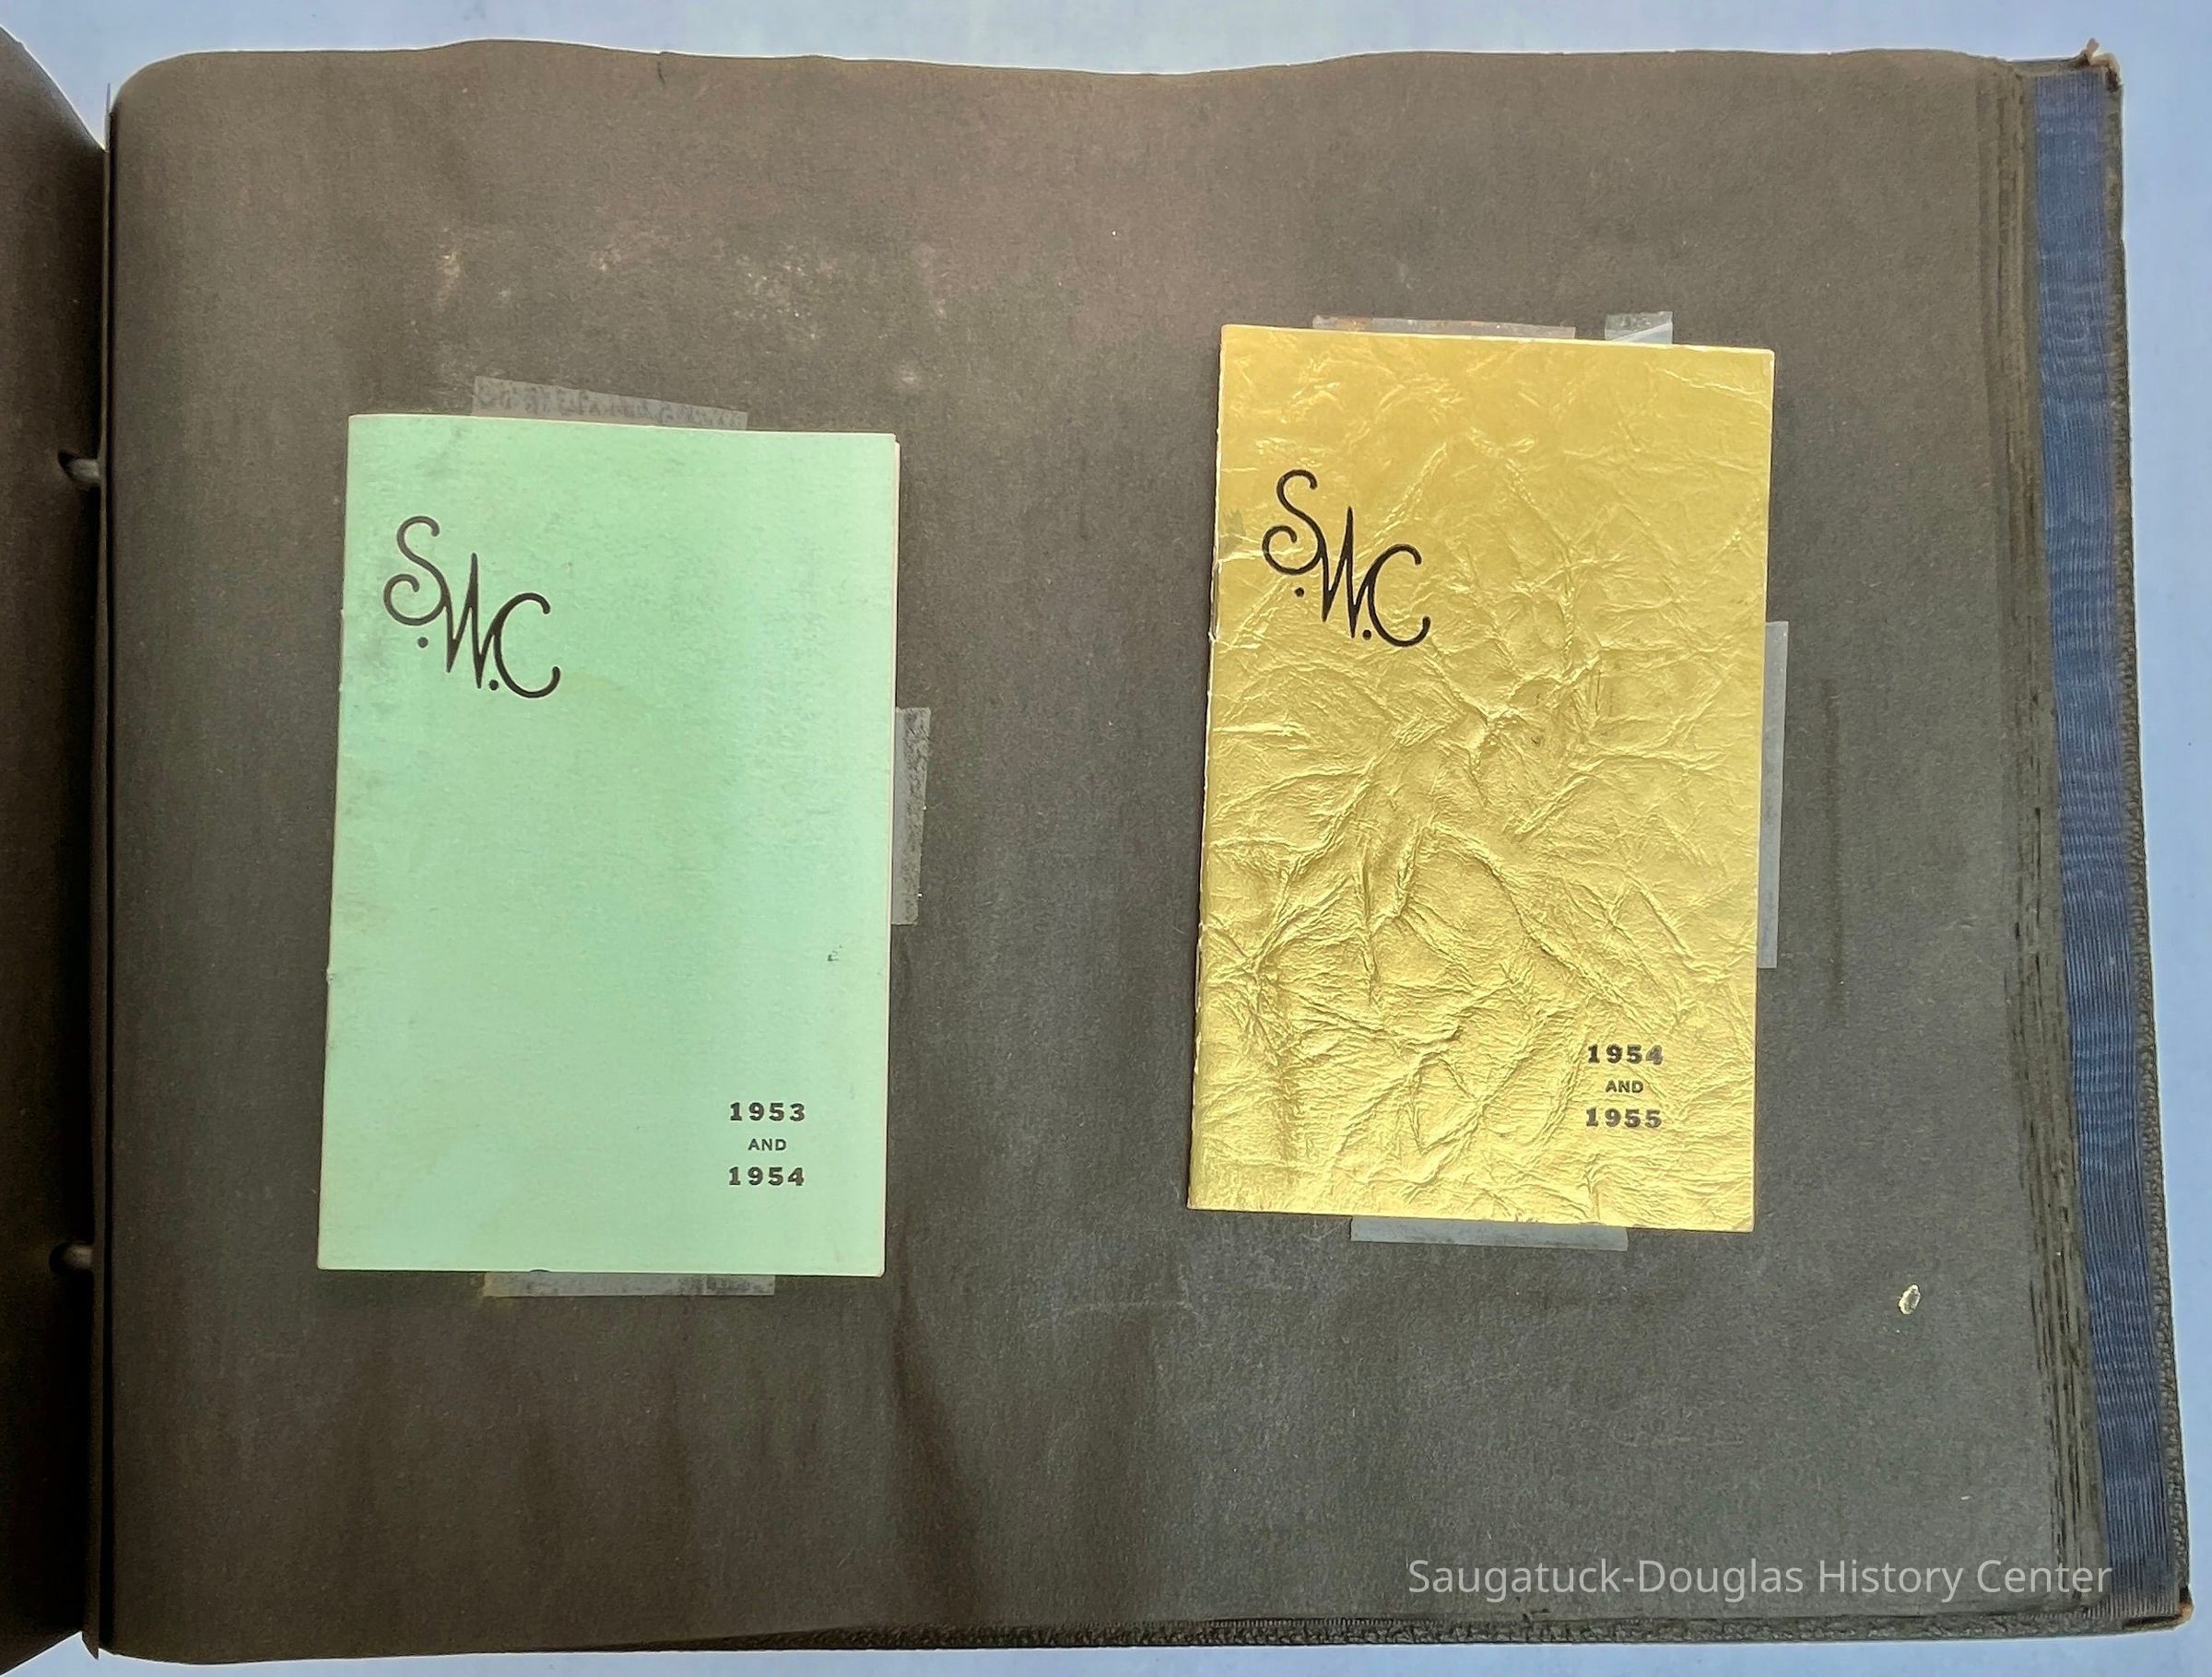 S.W.C
1953
AND
1954
S.W.C
1954
AND
1955
Saugatuck-Douglas History Center